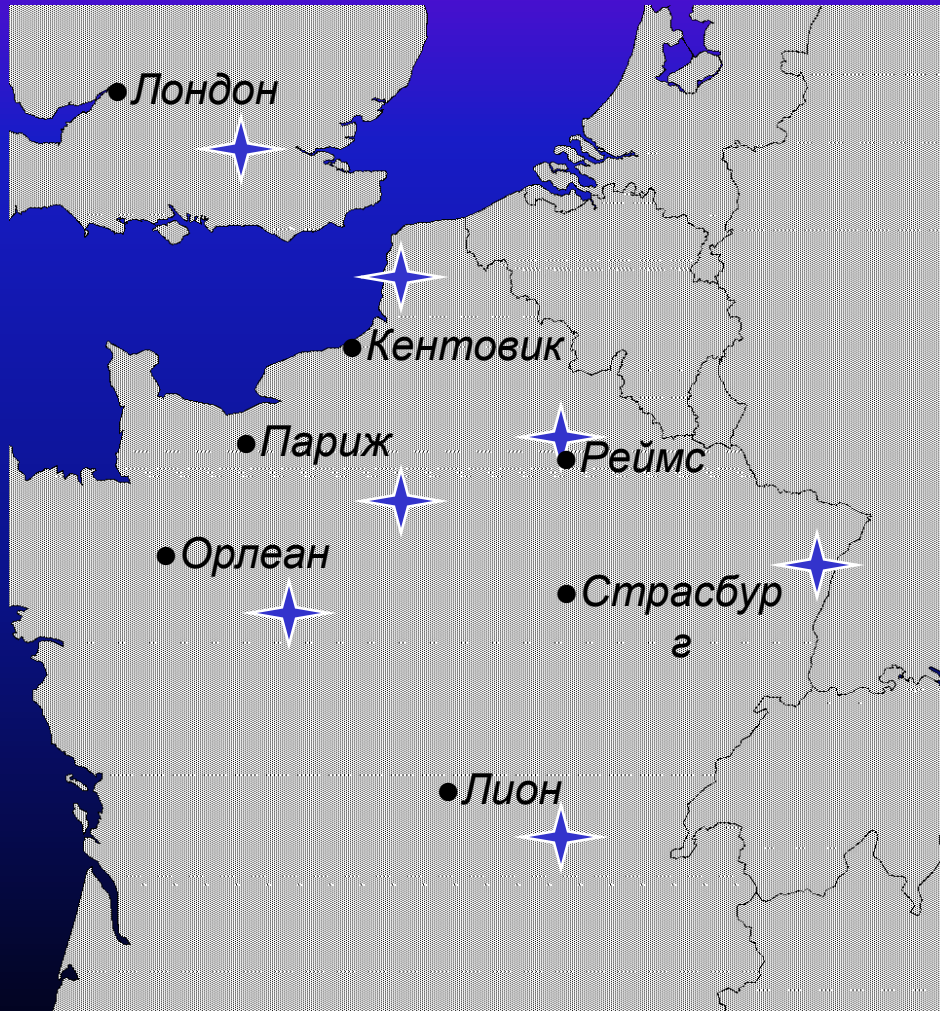 Лондон
Кентовик
Париж
Реймс
Орлеан
Страсбур
г
Лион